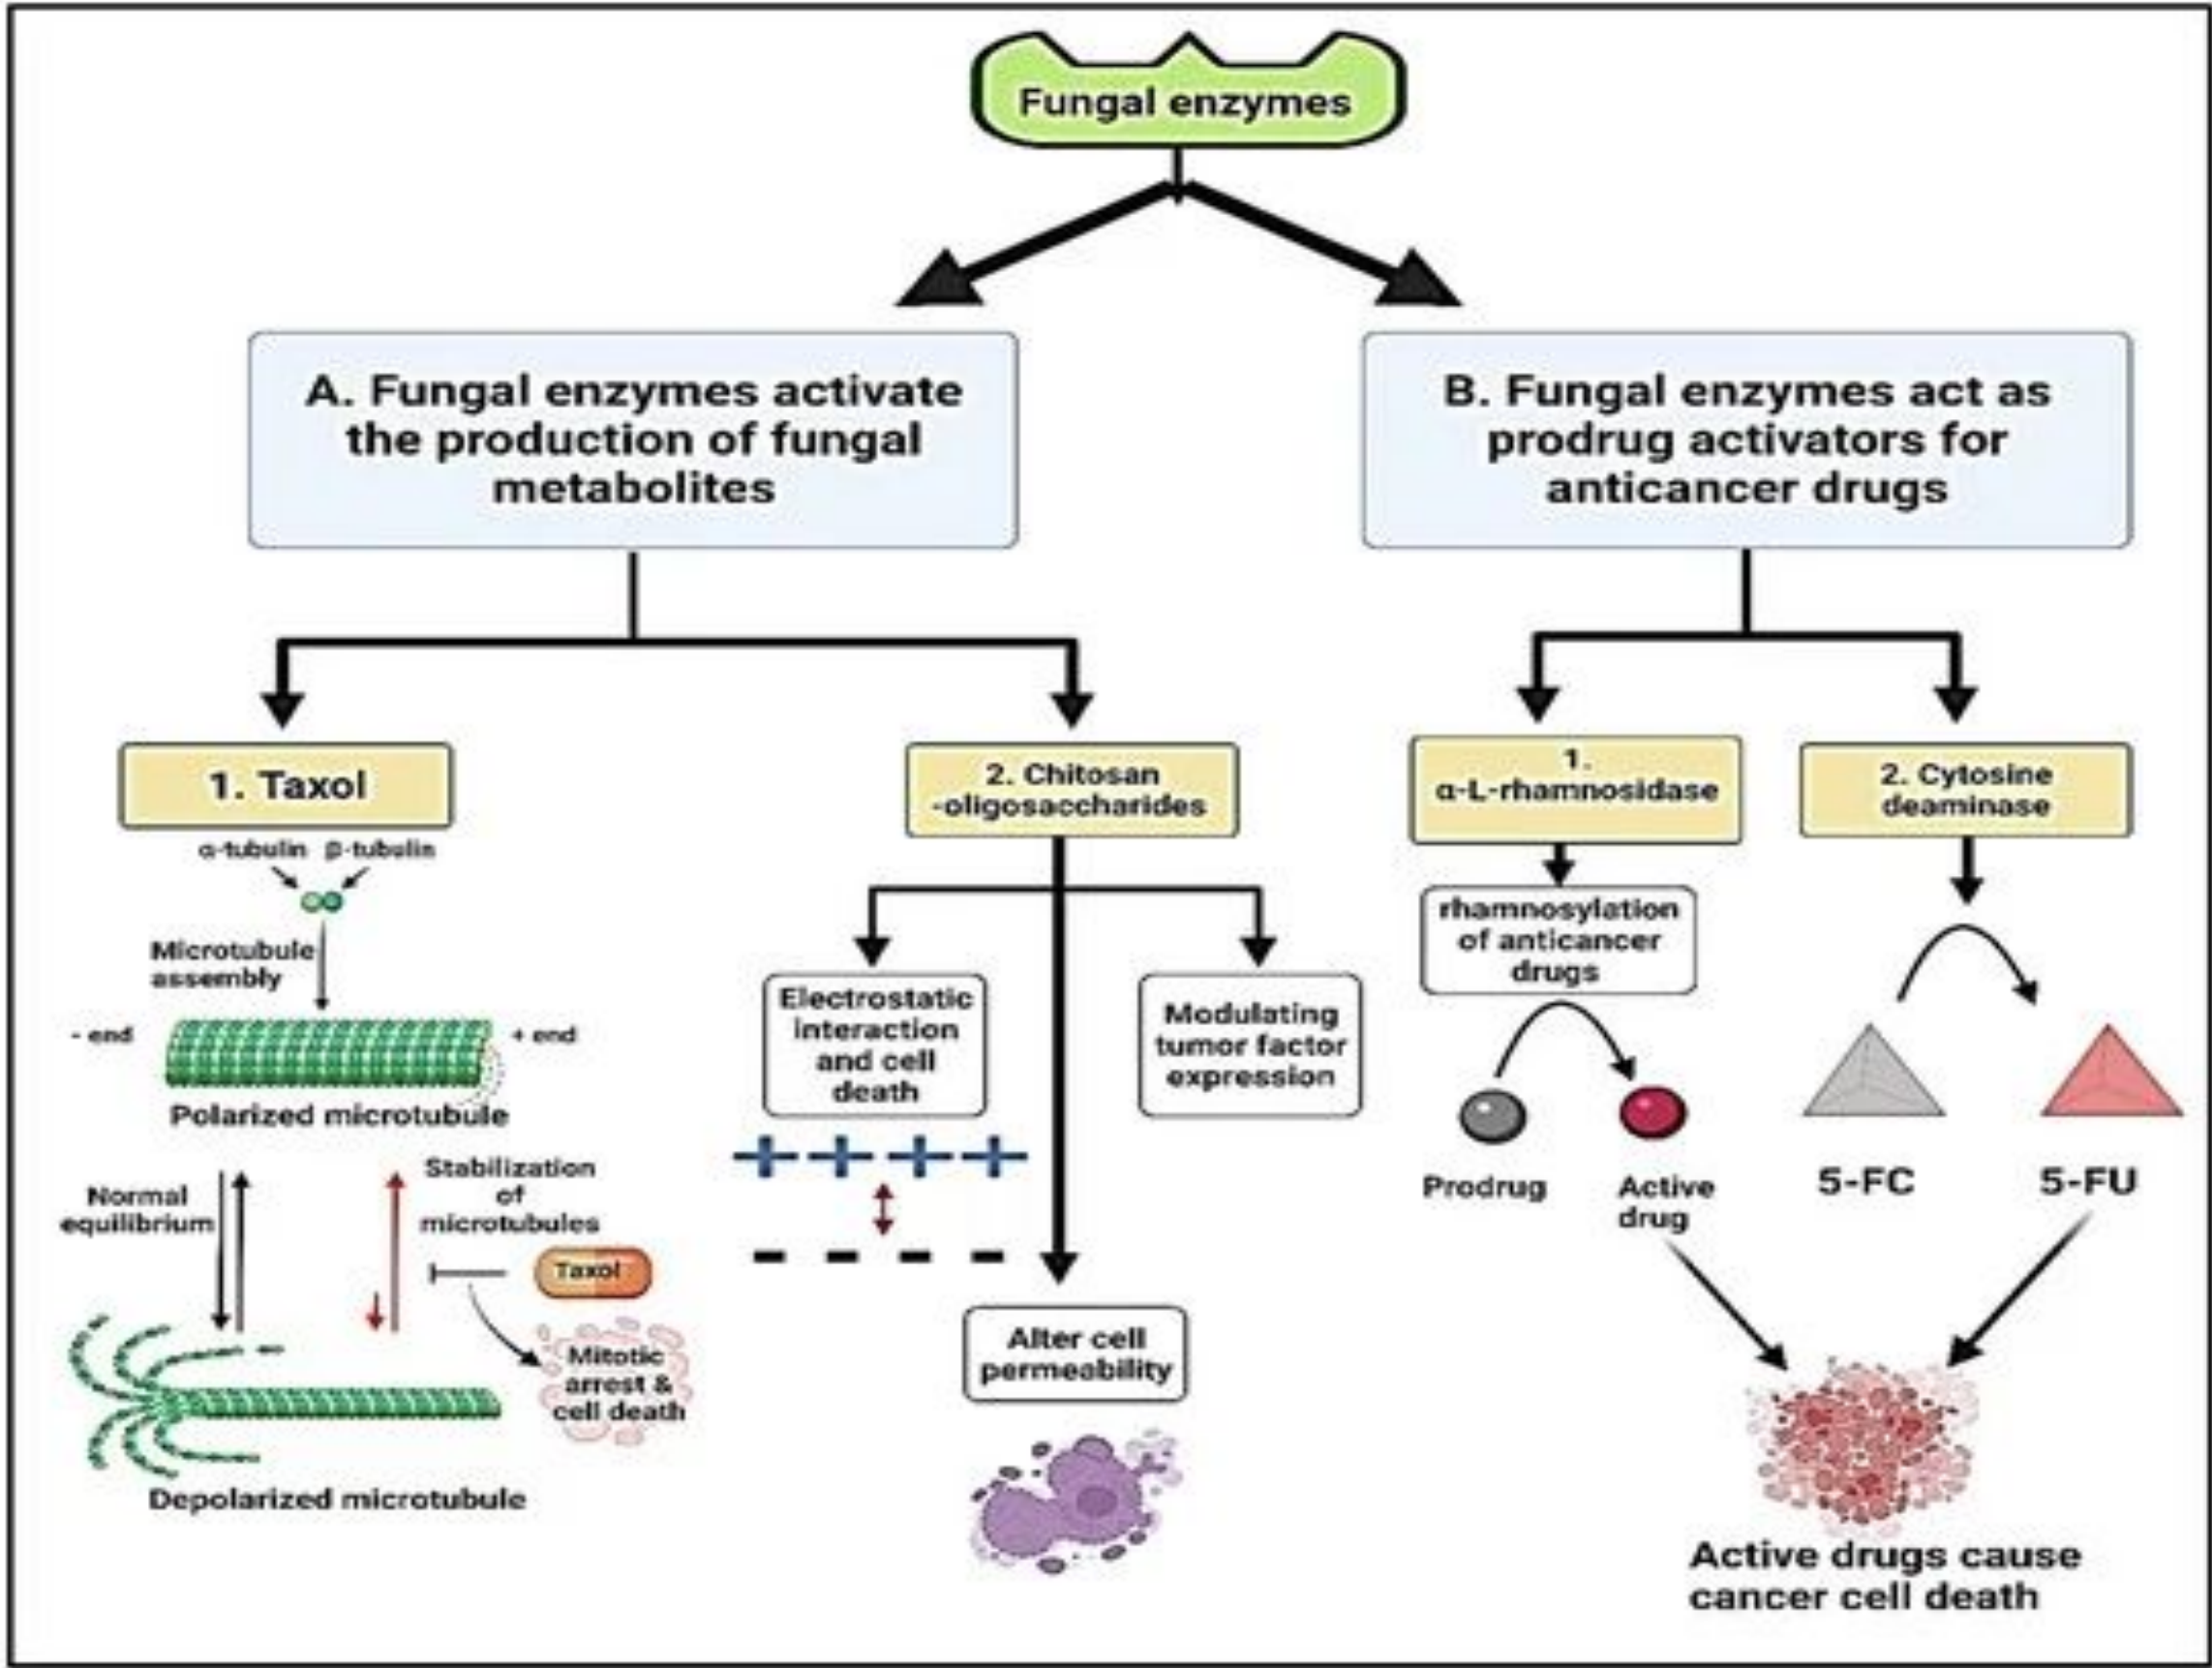 Fungal enzymes
A. Fungal enzymes activate
the production of fungal
metabolites
B. Fungal enzymes act as
prodrug activators for
anticancer drugs
1. Taxol
α-tubulin β-tubulin
Microtubule
assembly
- end
+ end
Polarized microtubule
Normal
equilibrium
Stabilization
of
microtubules
Taxol
Mitotic
arrest &
cell death
Depolarized microtubule
2. Chitosan
-oligosaccharides
Electrostatic
interaction
and cell
death
Modulating
tumor factor
expression
Alter cell
permeability
1.
α-L-rhamnosidase
rhamnosylation
of anticancer
drugs
Prodrug
Active
drug
2. Cytosine
deaminase
5-FC
5-FU
Active drugs cause
cancer cell death